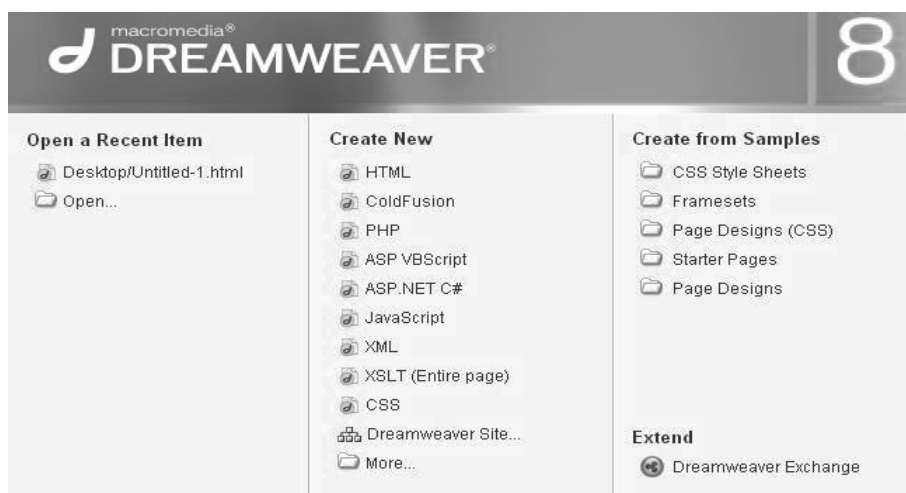 macromedia®
DREAMWEAVER®
8
Open a Recent Item
Desktop/Untitled-1.html
Open...
Create New
HTML
ColdFusion
PHP
ASP VBScript
ASP.NET C#
JavaScript
XML
XSLT (Entire page)
CSS
Dreamweaver Site...
More...
Create from Samples
CSS Style Sheets
Framesets
Page Designs (CSS)
Starter Pages
Page Designs
Extend
Dreamweaver Exchange